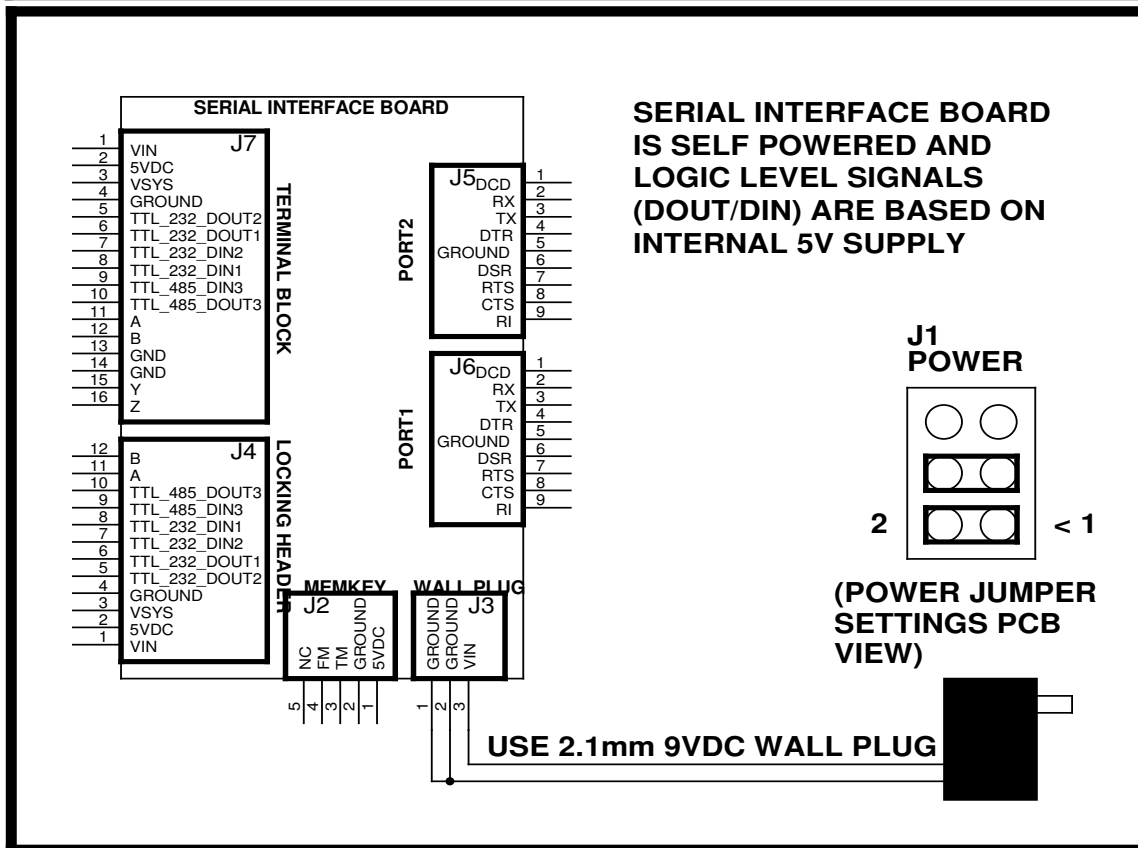 SERIAL INTERFACE BOARD
J7
TERMINAL BLOCK
1 VIN
2 5VDC
3 VSYS
4 GROUND
5 TTL_232_DOUT2
6 TTL_232_DOUT1
7 TTL_232_DIN2
8 TTL_232_DIN1
9 TTL_485_DIN3
10 TTL_485_DOUT3
11 A
12 B
13 GND
14 GND
15 Y
16 Z
J4
LOCKING HEADER
12 B
11 A
10 TTL_485_DOUT3
9 TTL_485_DIN3
8 TTL_232_DIN1
7 TTL_232_DIN2
6 TTL_232_DOUT1
5 TTL_232_DOUT2
4 GROUND
3 VSYS
2 5VDC
1 VIN
PORT2
J5
DCD 1
RX 2
TX 3
DTR 4
GROUND 5
DSR 6
RTS 7
CTS 8
RI 9
PORT1
J6
DCD 1
RX 2
TX 3
DTR 4
GROUND 5
DSR 6
RTS 7
CTS 8
RI 9
MEMKEY
J2
NC 5
FM 4
TM 3
GROUND 2
5VDC 1
WALL PLUG
J3
GROUND 1
GROUND 2
VIN 3
SERIAL INTERFACE BOARD
IS SELF POWERED AND
LOGIC LEVEL SIGNALS
(DOUT/DIN) ARE BASED ON
INTERNAL 5V SUPPLY
J1
POWER
2 < 1
(POWER JUMPER
SETTINGS PCB
VIEW)
USE 2.1mm 9VDC WALL PLUG